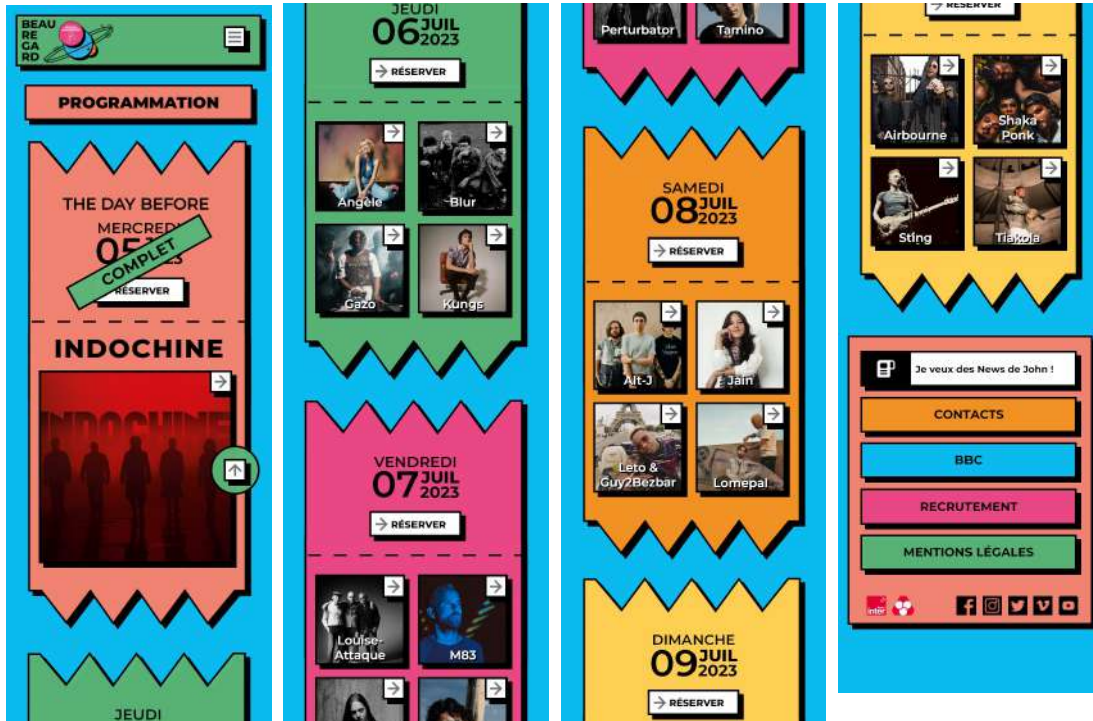 BEAU
RE
GA
RD
PROGRAMMATION
THE DAY BEFORE
MERCREDI
05
COMPLET
RÉSERVER
INDOCHINE
INDOCHINE
JEUDI
JEUDI
06 JUIL 2023
RÉSERVER
Angèle
Blur
Gazo
Kungs
VENDREDI
07 JUIL 2023
RÉSERVER
Louise-
Attaque
M83
Perturbator
Tamino
SAMEDI
08 JUIL 2023
RÉSERVER
Alt-J
Jain
Leto &
Guy2Bezbar
Lomepal
DIMANCHE
09 JUIL 2023
RÉSERVER
RÉSERVER
Airbourne
Shaka
Ponk
Sting
Tiakola
Je veux des News de John !
CONTACTS
BBC
RECRUTEMENT
MENTIONS LÉGALES
inter